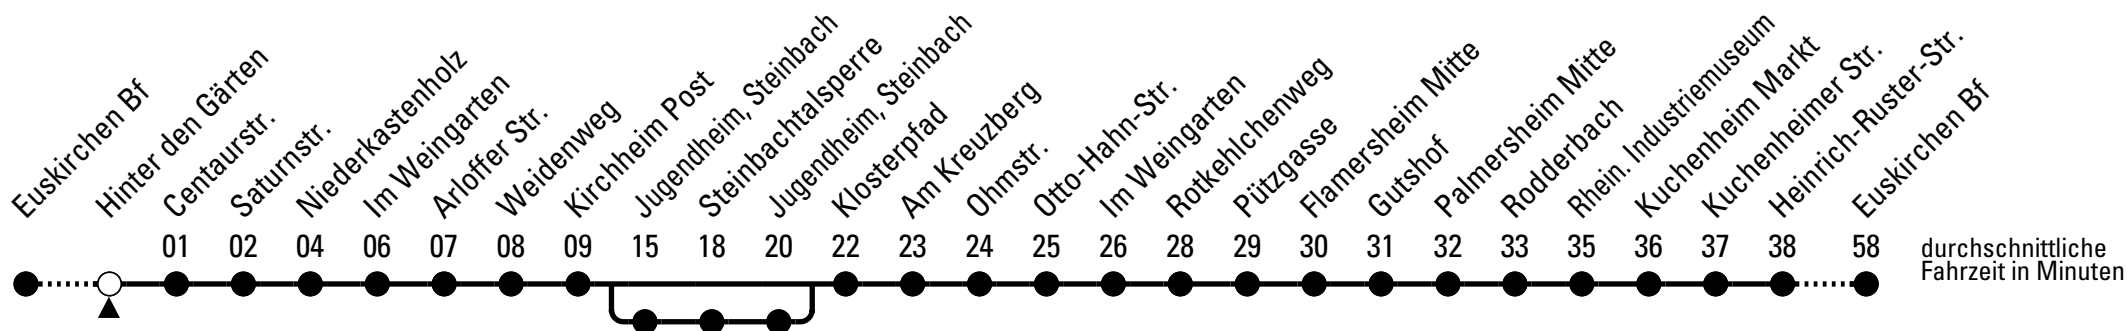 Euskirchen Bf
Hinter den Gärten
Centaurstr.
Saturnstr.
Niederkastenholz
Im Weingarten
Arloffer Str.
Weidenweg
Kirchheim Post
Jugendheim, Steinbach
Steinbachtalsperre
Jugendheim, Steinbach
Klosterpfad
Am Kreuzberg
Ohmstr.
Otto-Hahn-Str.
Im Weingarten
Rotkehlchenweg
Pützgasse
Flamersheim Mitte
Gutshof
Palmersheim Mitte
Rodderbach
Rhein. Industriemuseum
Kuchenheim Markt
Kuchenheimer Str.
Heinrich-Ruster-Str.
Euskirchen Bf
01 02 04 06 07 08 09 15 18 20 22 23 24 25 26 28 29 30 31 32 33 35 36 37 38 58
durchschnittliche
Fahrzeit in Minuten